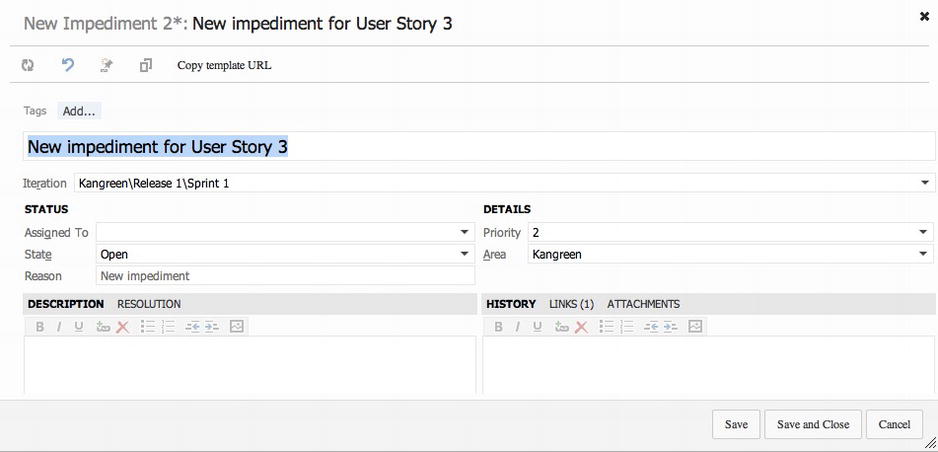 New Impediment 2*: New impediment for User Story 3
Copy template URL
Tags Add...
New impediment for User Story 3
Iteration Kangreen\Release 1\Sprint 1
STATUS DETAILS
Assigned To Priority 2
State Open Area Kangreen
Reason New impediment
DESCRIPTION RESOLUTION HISTORY LINKS (1) ATTACHMENTS
B I U B I U
Save Save and Close Cancel